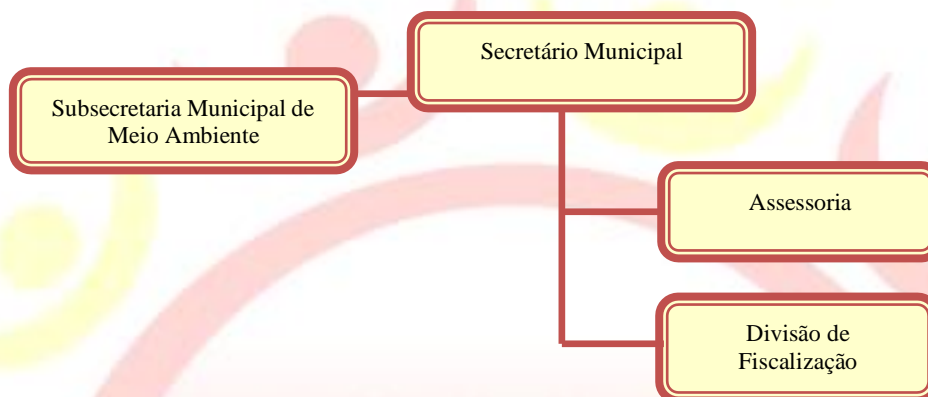 Secretário Municipal
Subsecretaria Municipal de
Meio Ambiente
Assessoria
Divisão de
Fiscalização